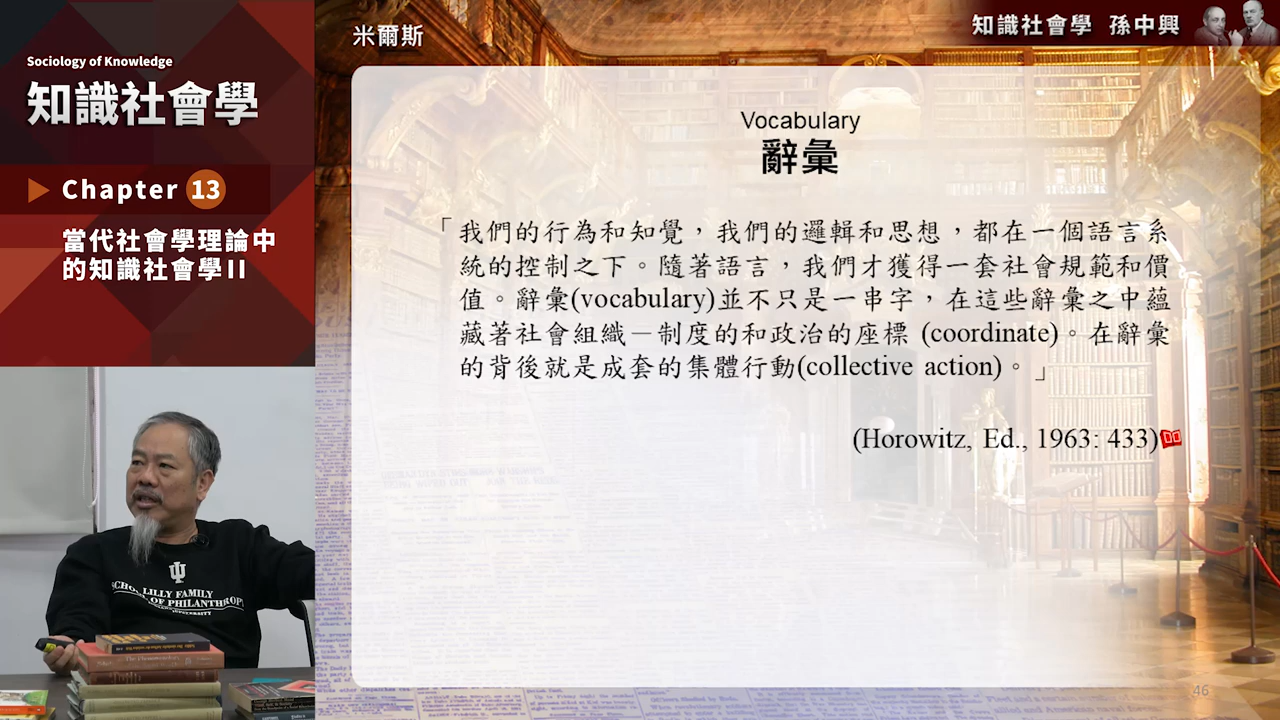 Sociology of Knowledge
知識社會學
Chapter 13
當代社會學理論中
的知識社會學II
米爾斯
知識社會學 孫中興
Vocabulary
辭彙
「我們的行為和知覺，我們的邏輯和思想，都在一個語言系
統的控制之下。隨著語言，我們才獲得一套社會規範和價
值。辭彙(vocabulary)並不只是一串字，在這些辭彙之中蘊
藏著社會組織－制度的和政治的座標 (coordinate)。在辭彙
的背後就是成套的集體行動(collective action)。」
(Horowitz, Ed., 1963: 433)
46
LILLY FAMILY
SCHOOL OF PHILANTHROPY